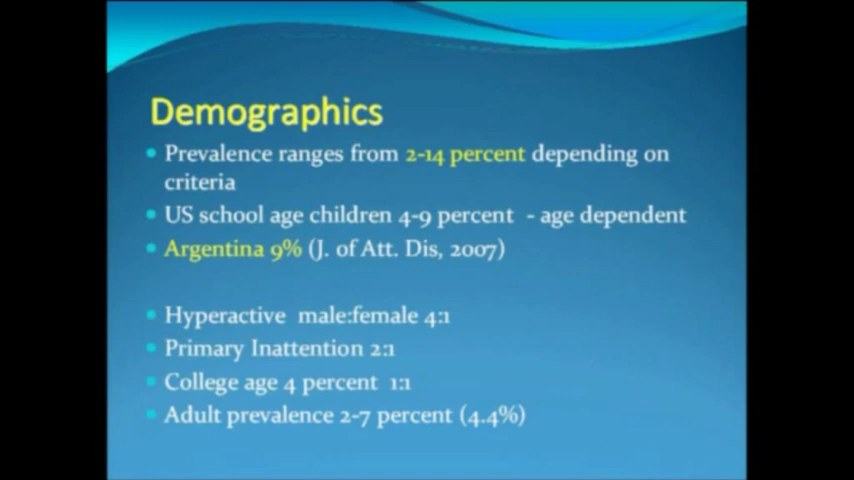 Demographics
Prevalence ranges from 2-14 percent depending on
criteria
US school age children 4-9 percent - age dependent
Argentina 9% (J. of Att. Dis, 2007)
Hyperactive male:female 4:1
Primary Inattention 2:1
College age 4 percent 1:1
Adult prevalence 2-7 percent (4.4%)